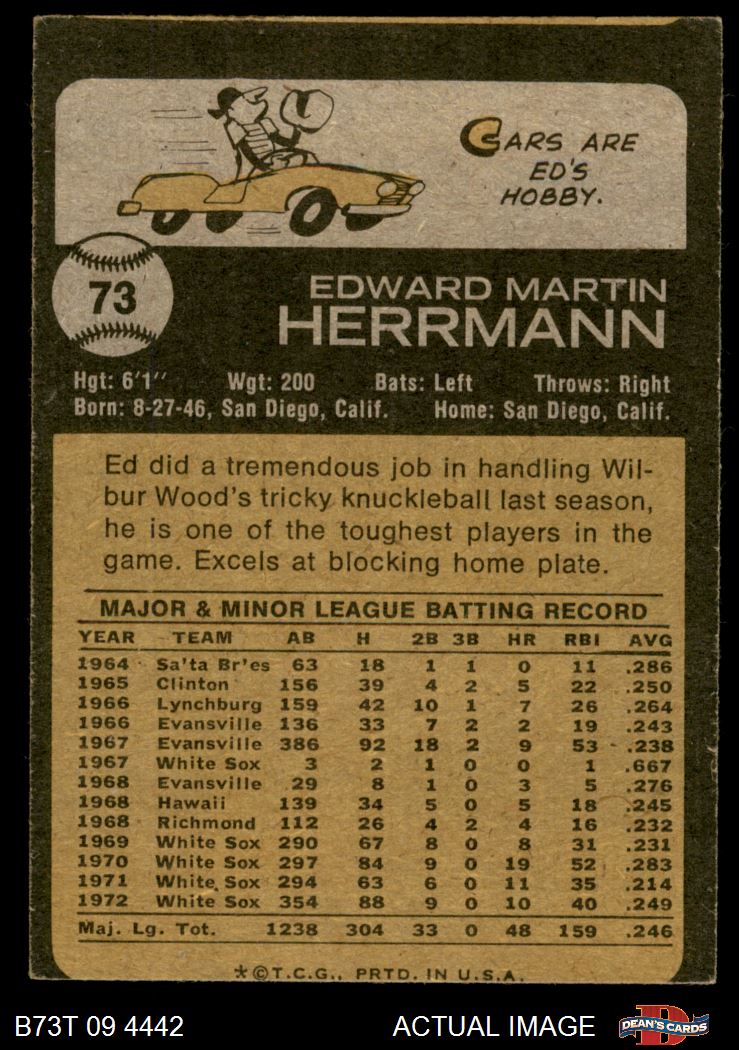 CARS ARE
ED'S
HOBBY.
73
EDWARD MARTIN
HERRMANN
Hgt: 6'1" Wgt: 200 Bats: Left Throws: Right
Born: 8-27-46, San Diego, Calif. Home: San Diego, Calif.
Ed did a tremendous job in handling Wil-
bur Wood's tricky knuckleball last season,
he is one of the toughest players in the
game. Excels at blocking home plate.
MAJOR & MINOR LEAGUE BATTING RECORD
YEAR TEAM AB H 2B 3B HR RBI AVG
1964 Sa'ta Br'es 63 18 1 1 0 11 .286
1965 Clinton 156 39 4 2 5 22 .250
1966 Lynchburg 159 42 10 1 7 26 .264
1966 Evansville 136 33 7 2 2 19 .243
1967 Evansville 386 92 18 2 9 53 .238
1967 White Sox 3 2 1 0 0 1 .667
1968 Evansville 29 8 1 0 3 5 .276
1968 Hawaii 139 34 5 0 5 18 .245
1968 Richmond 112 26 4 2 4 16 .232
1969 White Sox 290 67 8 0 8 31 .231
1970 White Sox 297 84 9 0 19 52 .283
1971 White Sox 294 63 6 0 11 35 .214
1972 White Sox 354 88 9 0 10 40 .249
Maj. Lg. Tot. 1238 304 33 0 48 159 .246
*©T.C.G., PRTD. IN U.S.A.
B73T 09 4442 ACTUAL IMAGE D DEAN'S CARDS